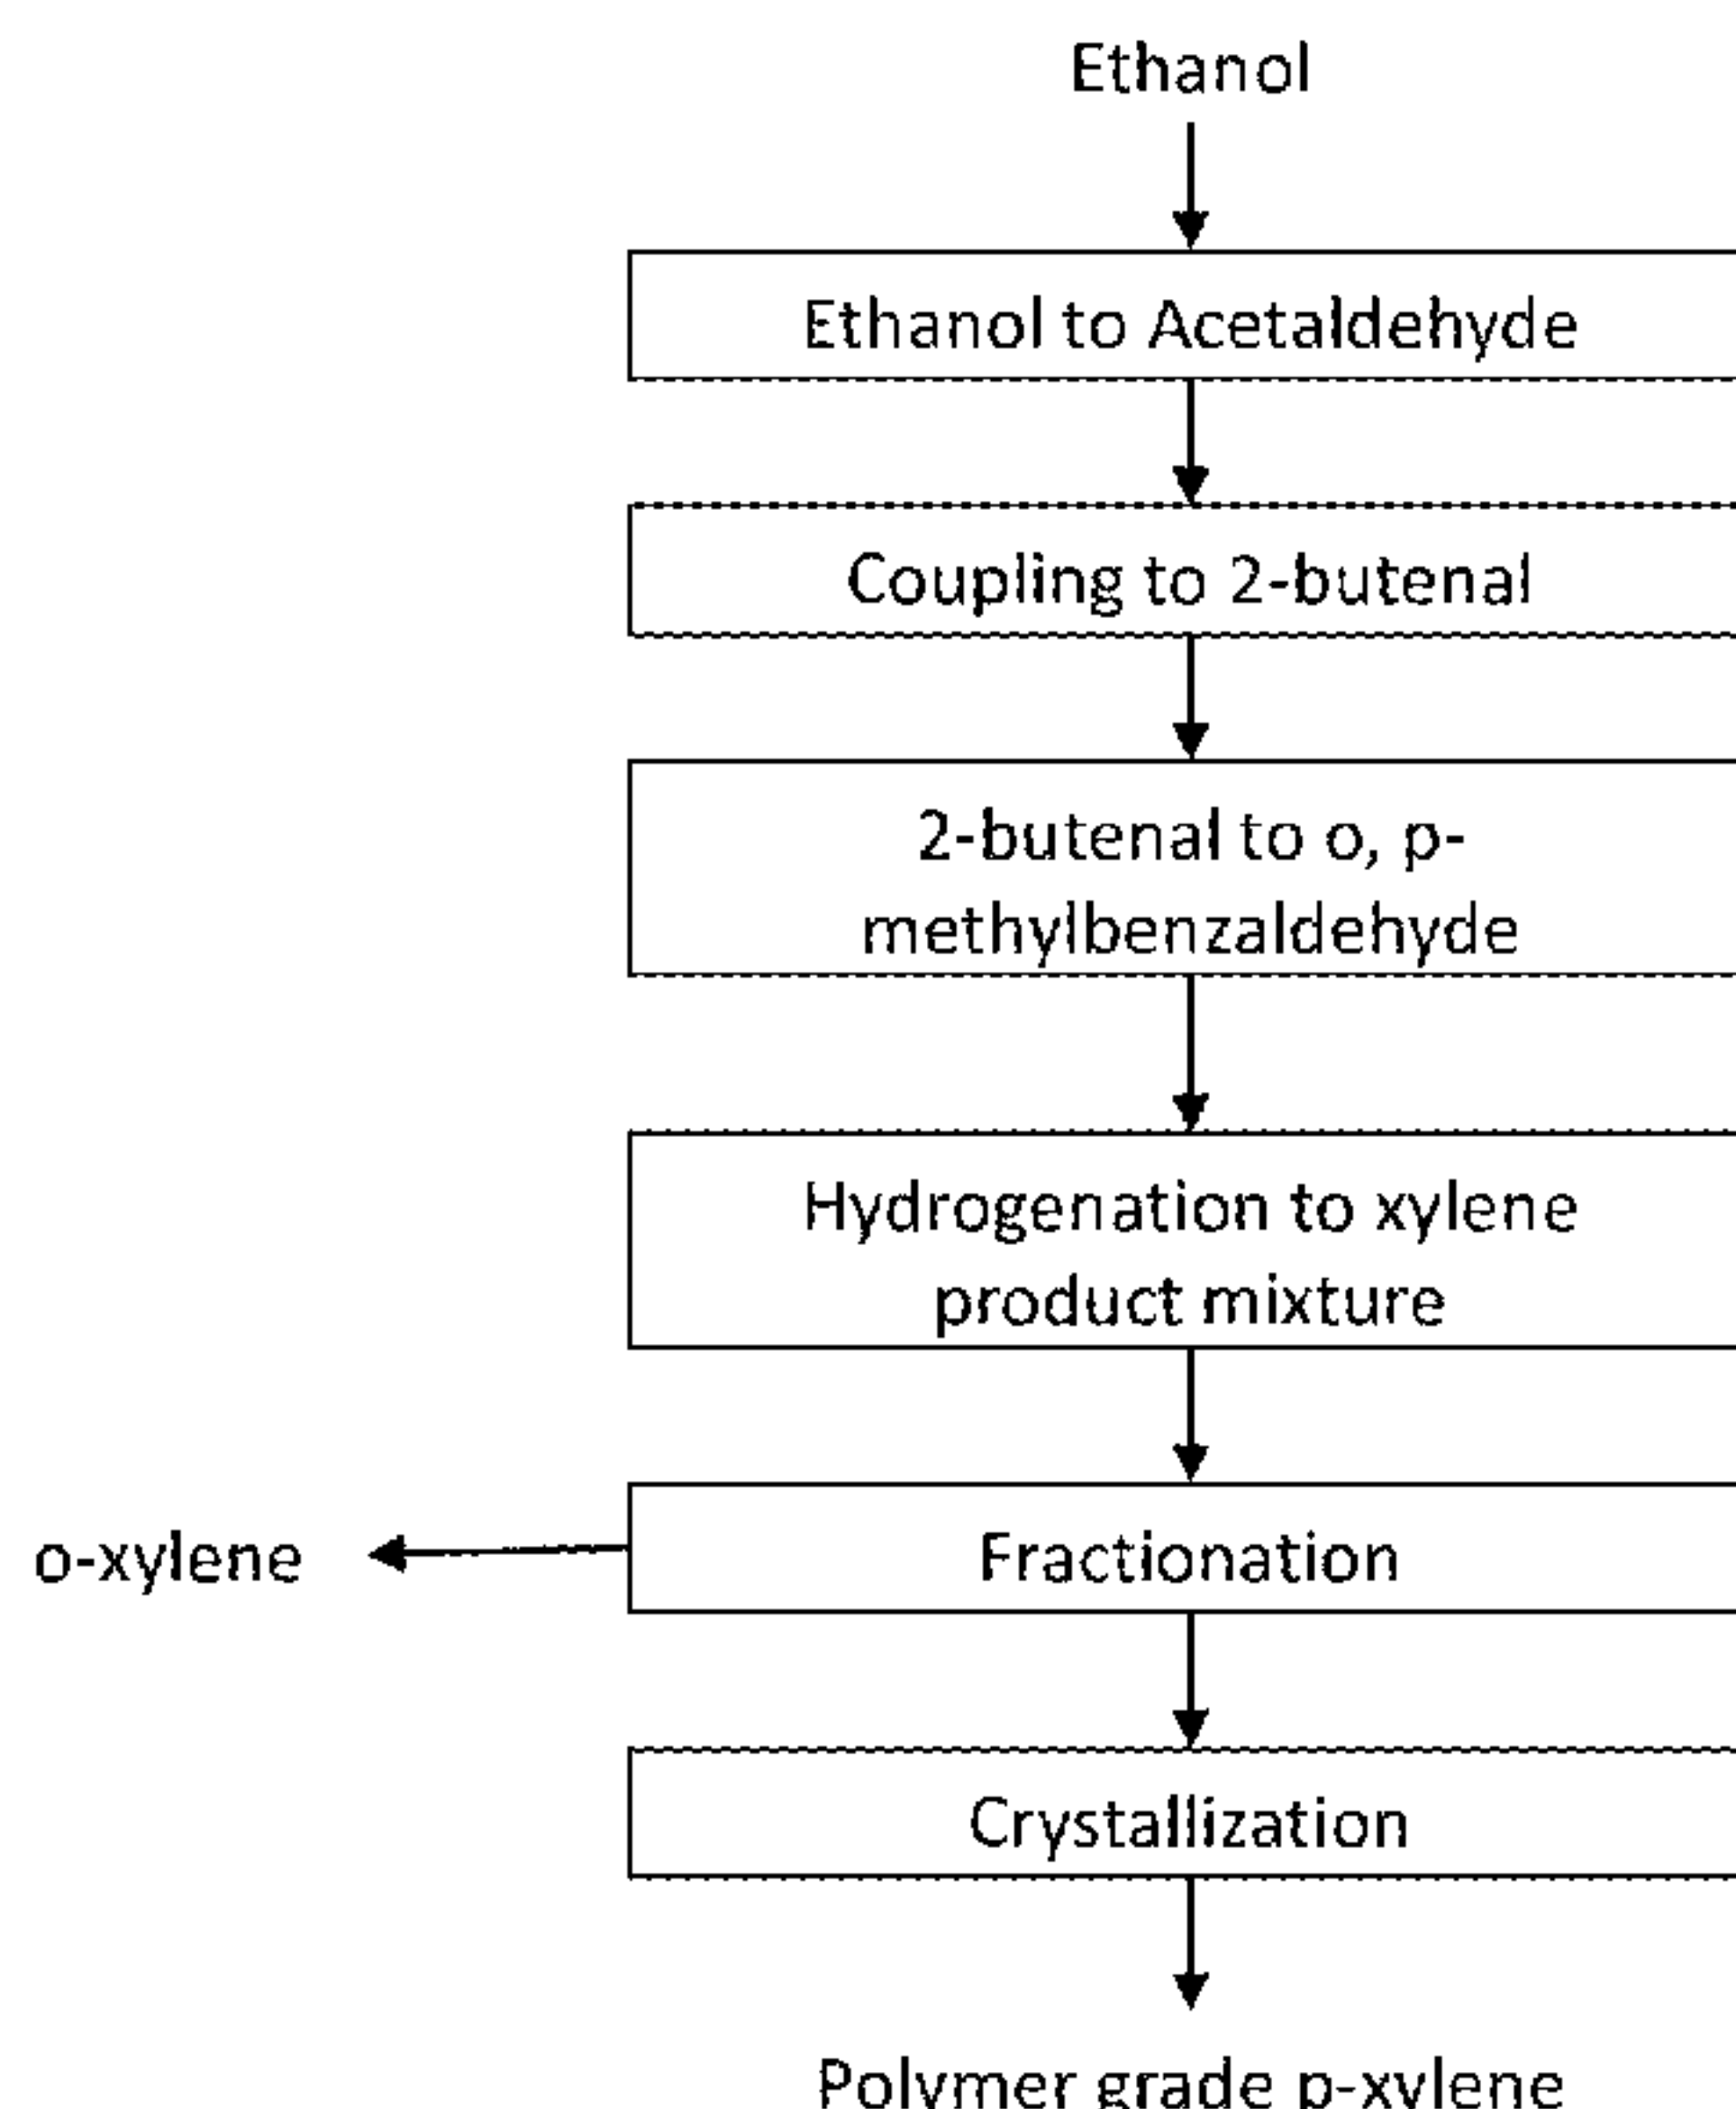 Ethanol
Ethanol to Acetaldehyde
Coupling to 2-butenal
2-butenal to o, p-
methylbenzaldehyde
Hydrogenation to xylene
product mixture
o-xylene
Fractionation
Crystallization
Polymer grade p-xylene